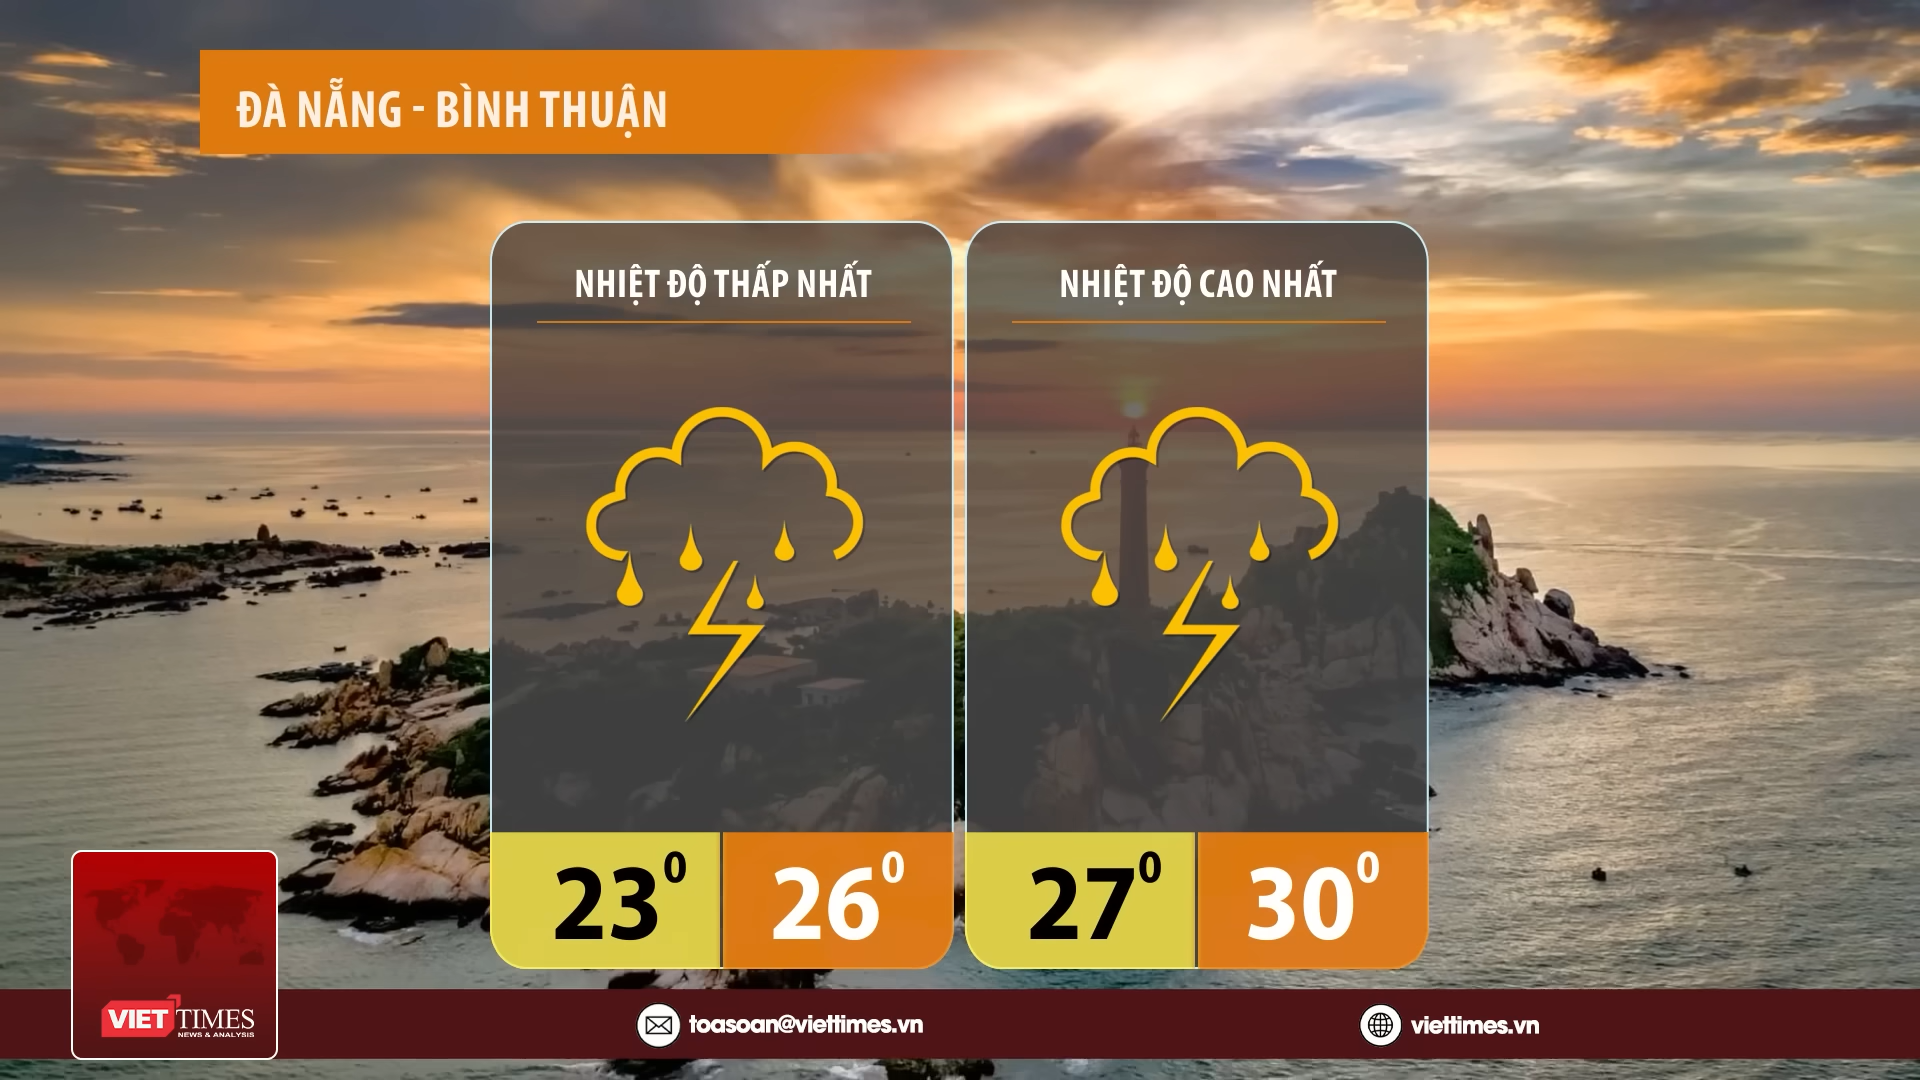 ĐÀ NẴNG - BÌNH THUẬN
NHIỆT ĐỘ THẤP NHẤT
NHIỆT ĐỘ CAO NHẤT
23⁰
26⁰
27⁰
30⁰
VIETTIMES
NEWS & ANALYSIS
toasoan@viettimes.vn
viettimes.vn